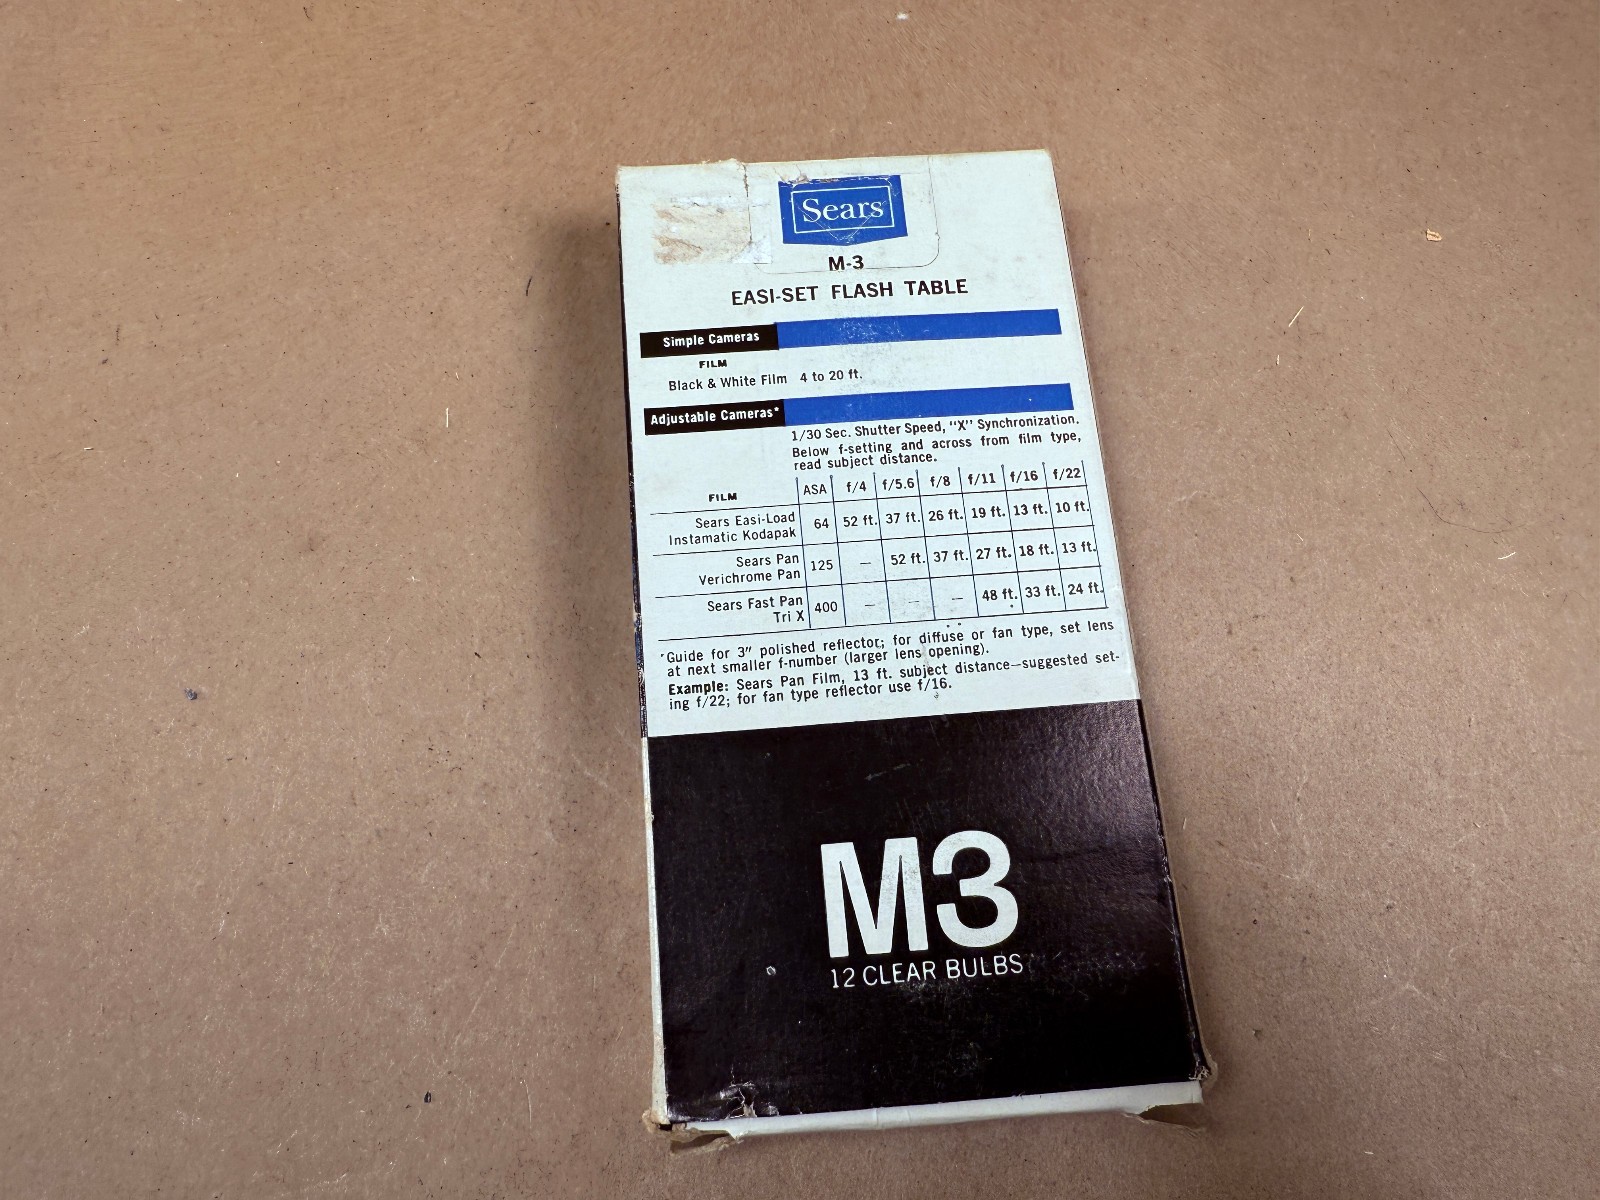 Sears
M-3
EASI-SET FLASH TABLE
Simple Cameras
FILM
Black & White Film 4 to 20 ft.
Adjustable Cameras*
1/30 Sec. Shutter Speed, "X" Synchronization.
Below f-setting and across from film type,
read subject distance.
FILM ASA f/4 f/5.6 f/8 f/11 f/16 f/22
Sears Easi-Load
Instamatic Kodapak 64 52 ft. 37 ft. 26 ft. 19 ft. 13 ft. 10 ft.
Sears Pan
Verichrome Pan 125 — 52 ft. 37 ft. 27 ft. 18 ft. 13 ft.
Sears Fast Pan
Tri X 400 — — — 48 ft. 33 ft. 24 ft.
*Guide for 3" polished reflector; for diffuse or fan type, set lens
at next smaller f-number (larger lens opening).
Example: Sears Pan Film, 13 ft. subject distance—suggested set-
ing f/22; for fan type reflector use f/16.
M3
12 CLEAR BULBS